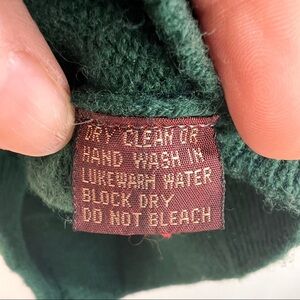 DRY CLEAN OR
HAND WASH IN
LUKEWARM WATER
BLOCK DRY
DO NOT BLEACH